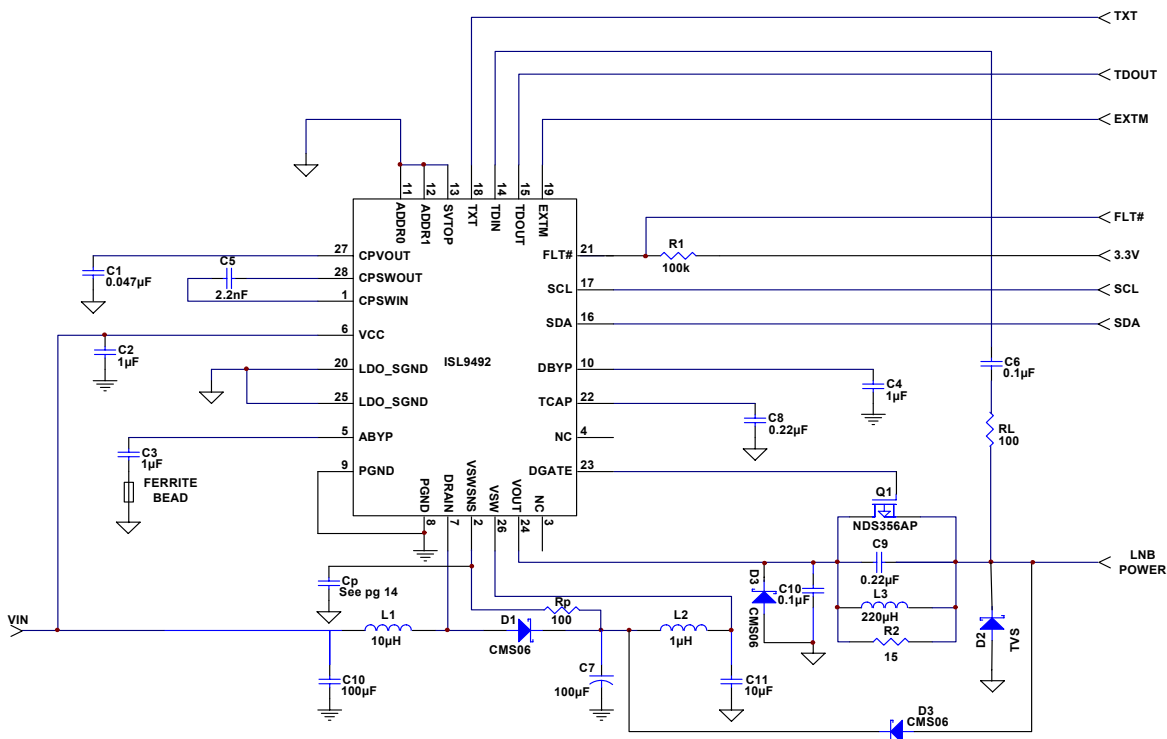 TXT
TDOUT
EXTM
11
12
13
18
14
15
19
ADDR0
ADDR1
SVTOP
TXT
TDIN
TDOUT
EXTM
FLT#
27
CPVOUT
FLT#
21
R1
100k
3.3V
C1
0.047µF
C5
2.2nF
28
CPSWOUT
1
CPSWIN
SCL
17
SCL
SDA
16
SDA
6
VCC
C2
1µF
ISL9492
20
LDO_SGND
DBYP
10
C4
1µF
C6
0.1µF
25
LDO_SGND
TCAP
22
C8
0.22µF
RL
100
5
ABYP
NC
4
C3
1µF
9
PGND
DGATE
23
FERRITE
BEAD
PGND
DRAIN
VSWSNS
VSW
VOUT
NC
8
7
2
26
24
3
Q1
NDS356AP
C9
0.22µF
LNB
POWER
Cp
See pg 14
D3
CMS06
C10
0.1µF
L3
220µH
R2
15
D2
TVS
VIN
L1
10µH
D1
CMS06
Rp
100
L2
1µH
C10
100µF
C7
100µF
C11
10µF
D3
CMS06